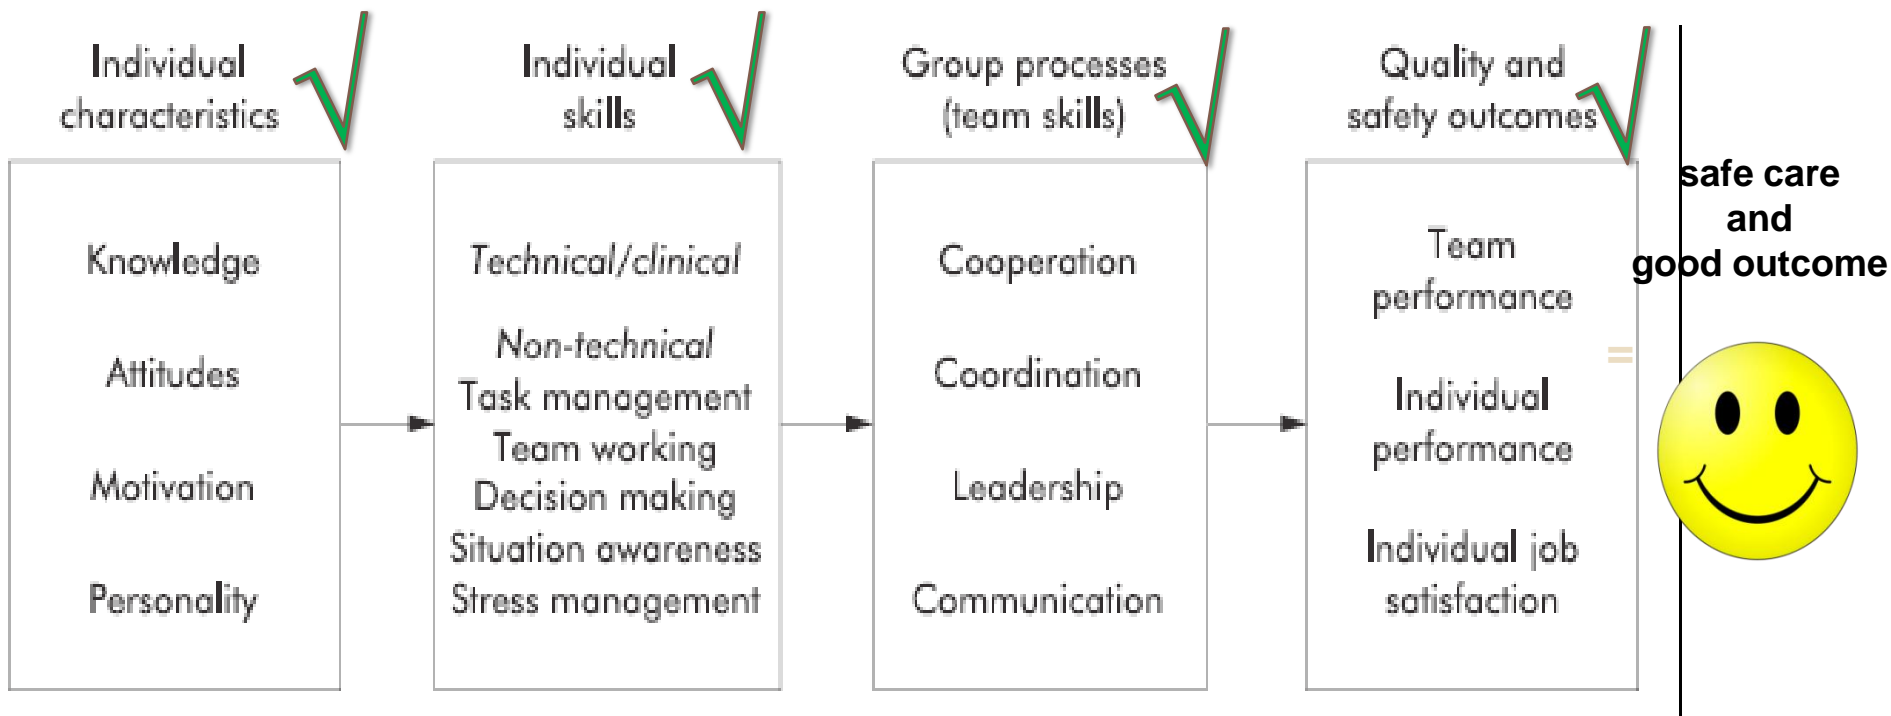 Individual
characteristics
Knowledge
Attitudes
Motivation
Personality
Individual
skills
Technical/clinical
Non-technical
Task management
Team working
Decision making
Situation awareness
Stress management
Group processes
(team skills)
Cooperation
Coordination
Leadership
Communication
Quality and
safety outcomes
Team
performance
Individual
performance
Individual job
satisfaction
=
safe care
and
good outcome